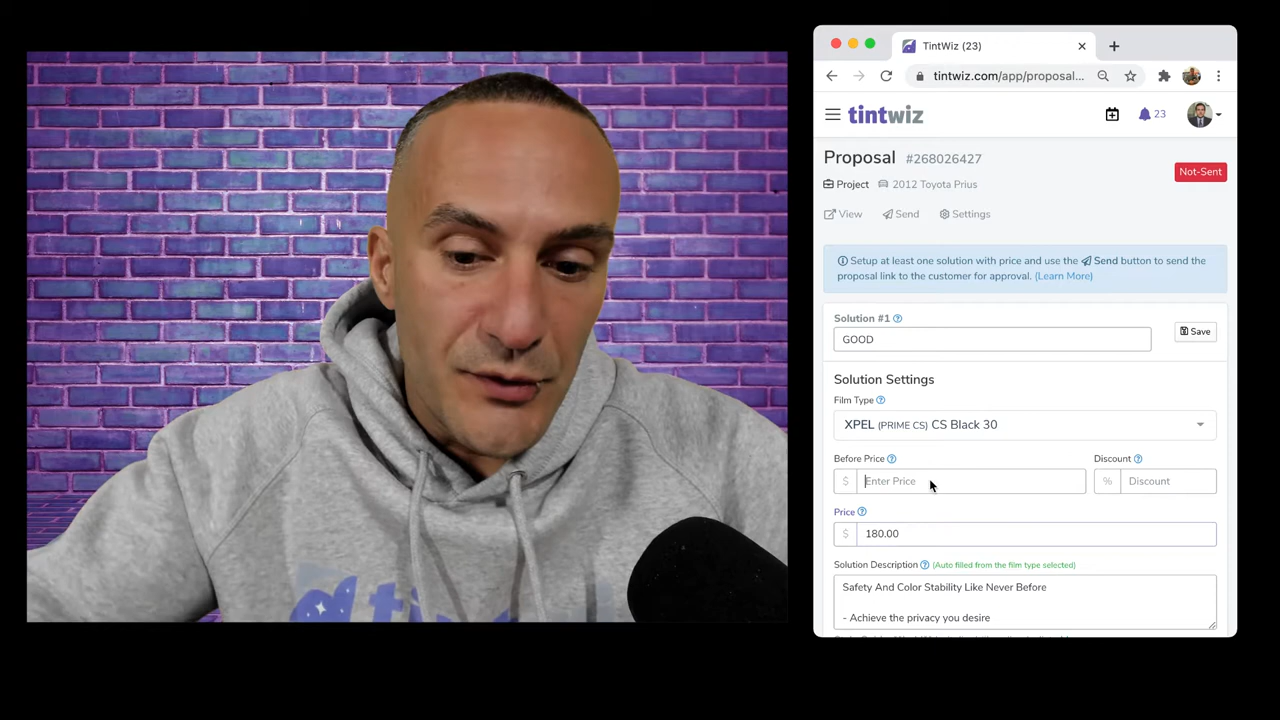 TintWiz (23)
tintwiz.com/app/proposal...
tintwiz
23
Proposal #268026427
Not-Sent
Project 2012 Toyota Prius
View Send Settings
Setup at least one solution with price and use the Send button to send the
proposal link to the customer for approval. (Learn More)
Solution #1
GOOD
Save
Solution Settings
Film Type
XPEL (PRIME CS) CS Black 30
Before Price Discount
$ Enter Price % Discount
Price
$ 180.00
Solution Description (Auto filled from the film type selected)
Safety And Color Stability Like Never Before
- Achieve the privacy you desire